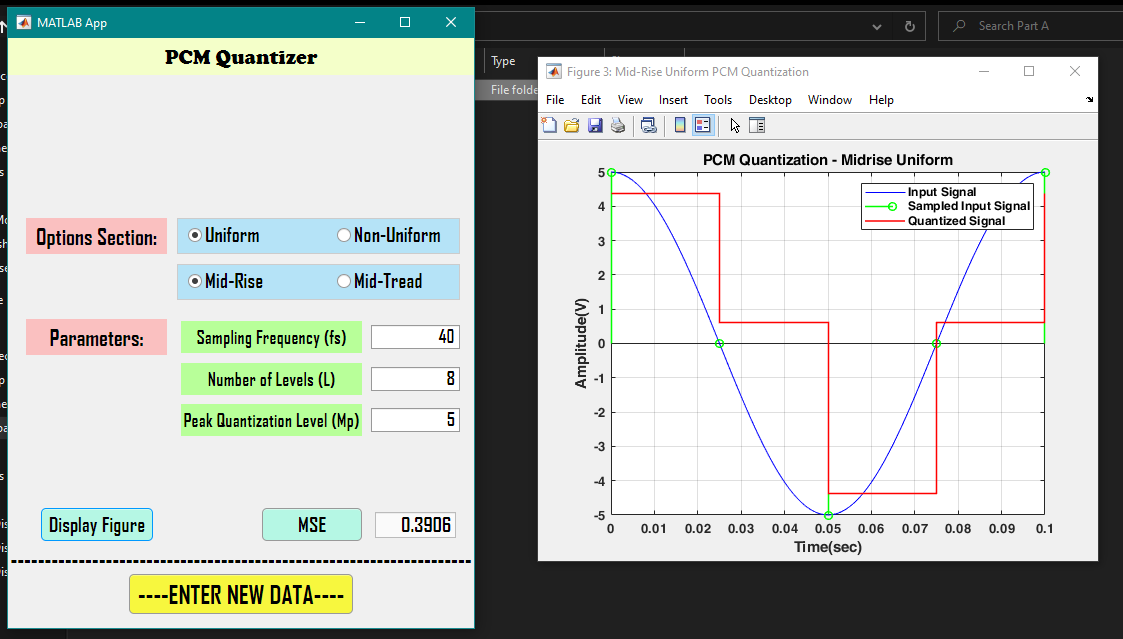 MATLAB App
PCM Quantizer
Options Section:
Uniform
Non-Uniform
Mid-Rise
Mid-Tread
Parameters:
Sampling Frequency (fs)
40
Number of Levels (L)
8
Peak Quantization Level (Mp)
5
Display Figure
MSE
0.3906
----ENTER NEW DATA----
Search Part A
Type
File folde
Figure 3: Mid-Rise Uniform PCM Quantization
File Edit View Insert Tools Desktop Window Help
PCM Quantization - Midrise Uniform
Input Signal
Sampled Input Signal
Quantized Signal
Amplitude(V)
5
4
3
2
1
0
-1
-2
-3
-4
-5
0 0.01 0.02 0.03 0.04 0.05 0.06 0.07 0.08 0.09 0.1
Time(sec)